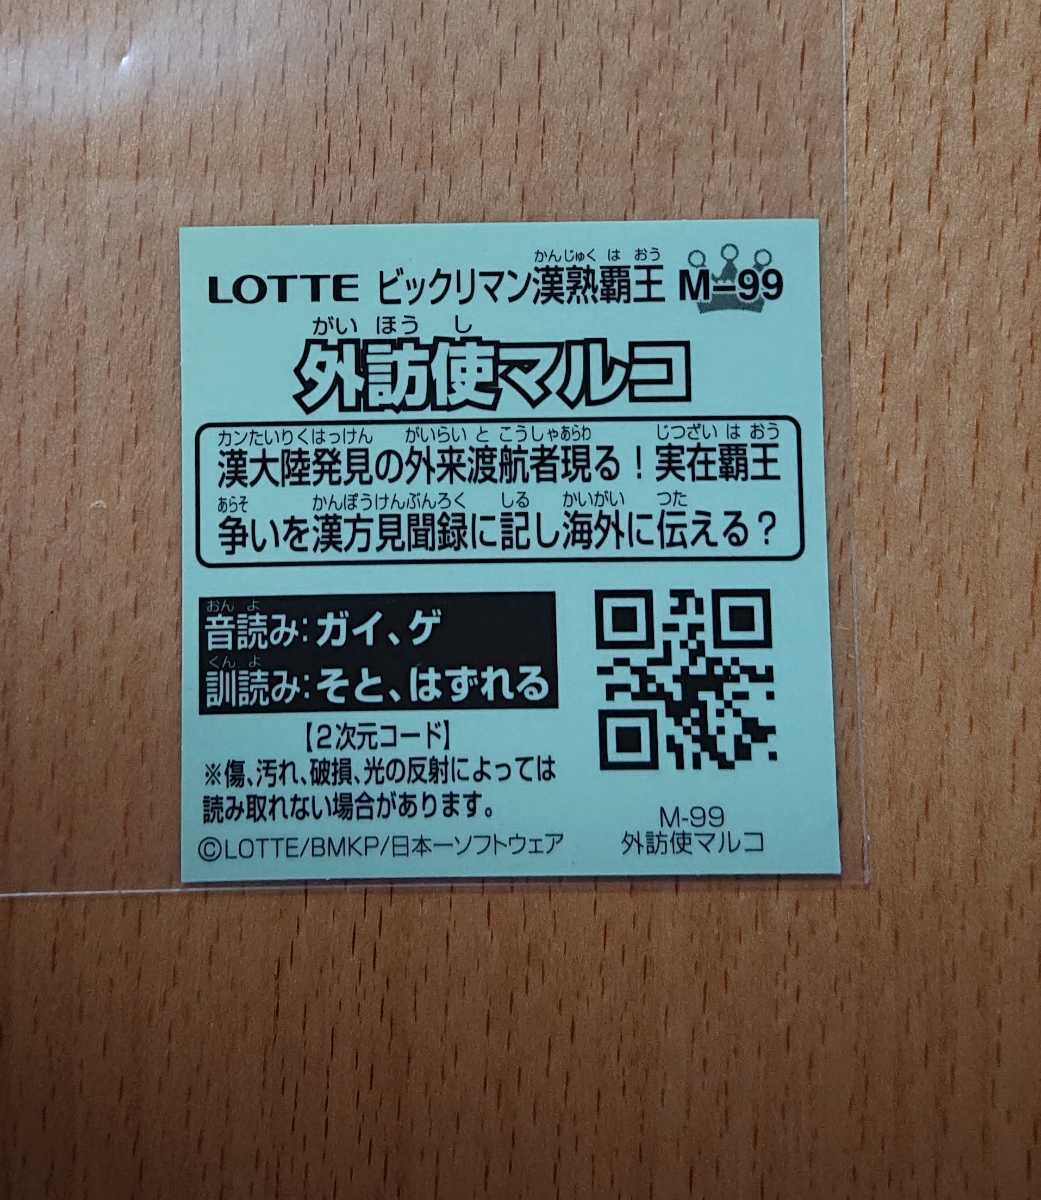 かんじゅく は おう
LOTTE ビックリマン漢熟覇王 M-99
がい ほう し
外訪使マルコ
カンたいりくはっけん がいらい と こうしゃあらわ じつざい は おう
漢大陸発見の外来渡航者現る！実在覇王
あらそ かんぽうけんぶんろく しる かいがい つた
争いを漢方見聞録に記し海外に伝える？
おん よ
音読み：ガイ、ゲ
くん よ
訓読み：そと、はずれる
【2次元コード】
※傷、汚れ、破損、光の反射によっては
読み取れない場合があります。
©LOTTE/BMKP/日本一ソフトウェア
M-99
外訪使マルコ